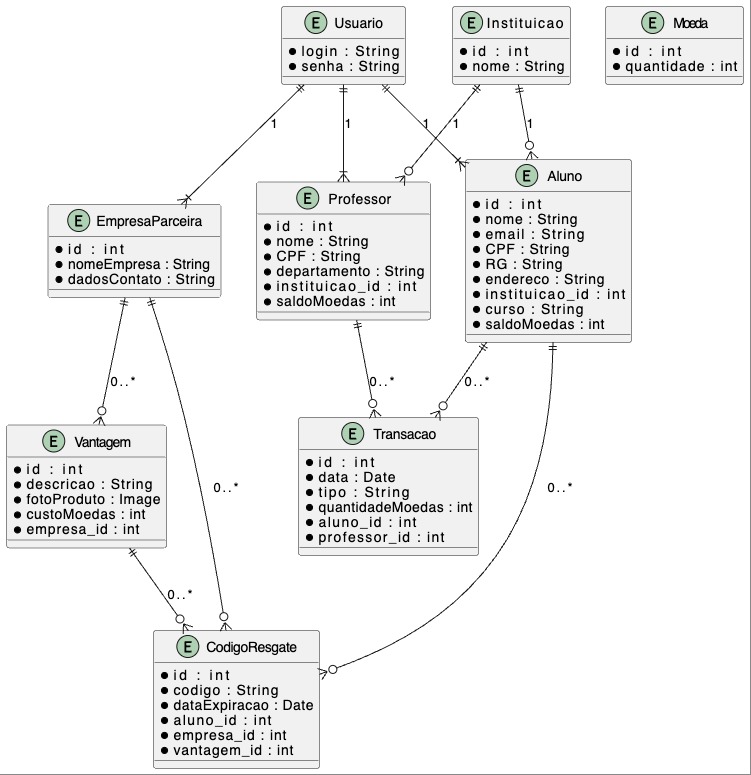 E Usuario
login : String
senha : String
E Instituicao
id : int
nome : String
E Moeda
id : int
quantidade : int
1
1
1
1
1
E EmpresaParceira
id : int
nomeEmpresa : String
dadosContato : String
E Professor
id : int
nome : String
CPF : String
departamento : String
instituicao_id : int
saldoMoedas : int
E Aluno
id : int
nome : String
email : String
CPF : String
RG : String
endereco : String
instituicao_id : int
curso : String
saldoMoedas : int
0..*
0..*
0..*
0..*
0..*
0..*
E Vantagem
id : int
descricao : String
fotoProduto : Image
custoMoedas : int
empresa_id : int
E Transacao
id : int
data : Date
tipo : String
quantidadeMoedas : int
aluno_id : int
professor_id : int
E CodigoResgate
id : int
codigo : String
dataExpiracao : Date
aluno_id : int
empresa_id : int
vantagem_id : int